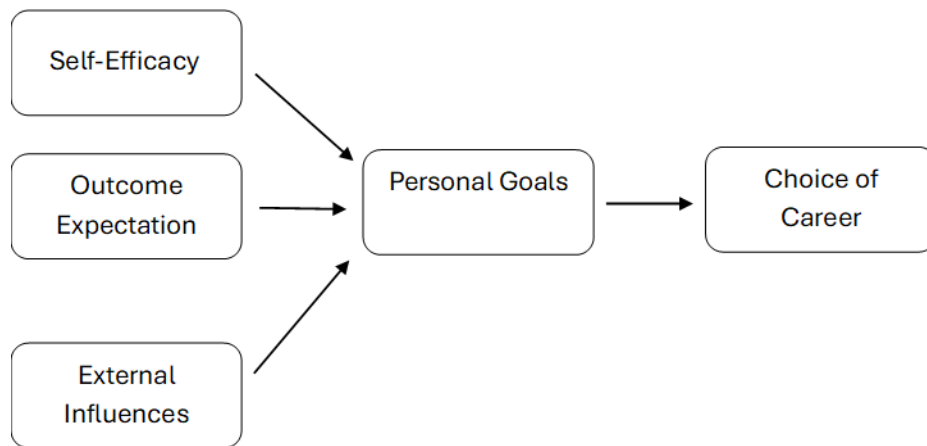 Self-Efficacy
Outcome
Expectation
External
Influences
Personal Goals
Choice of
Career